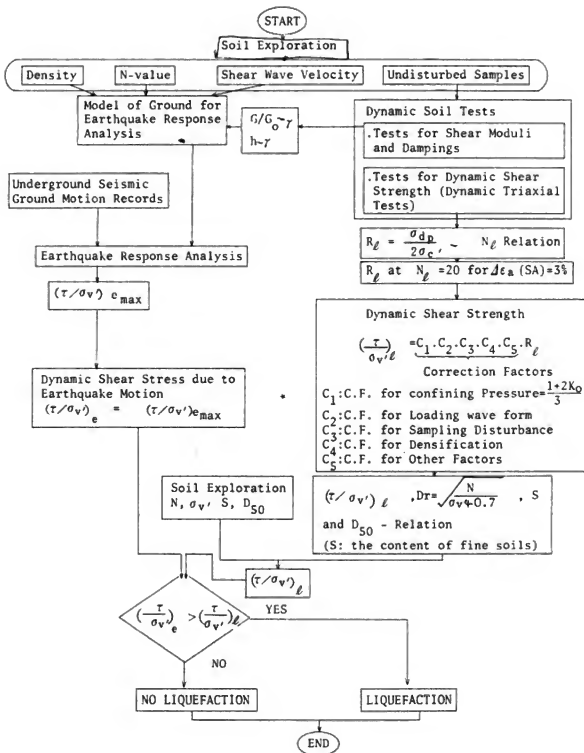 START
Soil Exploration
Density
N-value
Shear Wave Velocity
Undisturbed Samples
Model of Ground for
Earthquake Response
Analysis
G/G₀~γ
h~γ
Dynamic Soil Tests
.Tests for Shear Moduli
and Dampings
.Tests for Dynamic Shear
Strength (Dynamic Triaxial
Tests)
Underground Seismic
Ground Motion Records
Rℓ = σdp/2σc' ~ Nℓ Relation
Earthquake Response Analysis
Rℓ at Nℓ =20 for Δεa (SA)=3%
(τ/σv') e max
Dynamic Shear Strength
(τ/σv')ℓ =C₁.C₂.C₃.C₄.C₅.Rℓ
Correction Factors
C₁:C.F. for confining Pressure=1+2K₀/3
C₂:C.F. for Loading wave form
C₃:C.F. for Sampling Disturbance
C₄:C.F. for Densification
C₅:C.F. for Other Factors
Dynamic Shear Stress due to
Earthquake Motion
(τ/σv')e = (τ/σv')emax
Soil Exploration
N, σv' S, D50
(τ/σv')ℓ ,Dr=√N/σv+0.7 , S
and D50 - Relation
(S: the content of fine soils)
(τ/σv')ℓ
(τ/σv')e >(τ/σv')ℓ
YES
NO
NO LIQUEFACTION
LIQUEFACTION
END